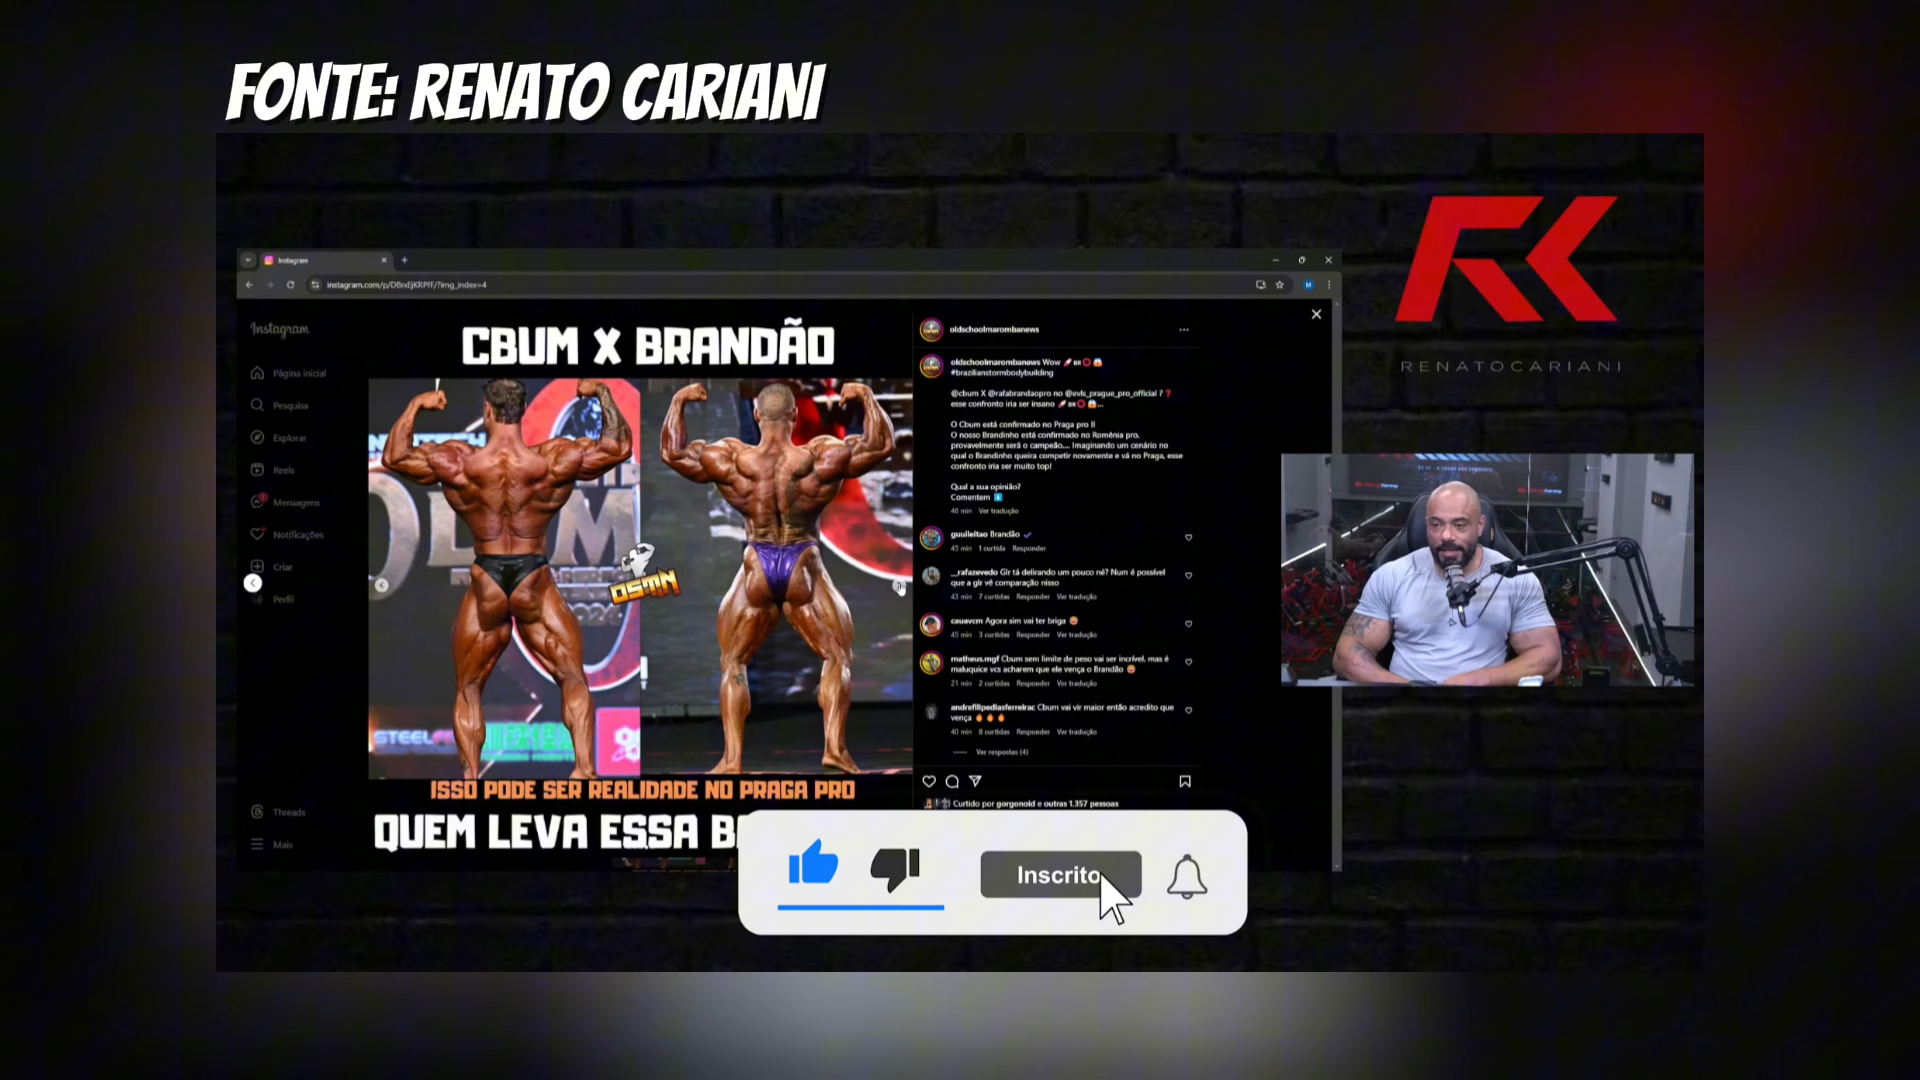 FONTE: RENATO CARIANI
Instagram
instagram.com/p/DBrxEjKRPfF/?img_index=4
M
RENATOCARIANI
Instagram
Página inicial
Pesquisa
Explorar
Reels
Mensagens
Notificações
Criar
Perfil
Threads
Mais
CBUM X BRANDÃO
OSMN
ISSO PODE SER REALIDADE NO PRAGA PRO
QUEM LEVA ESSA B
oldschoolmarombanews
oldschoolmarombanews Wow 🚀 BR ⭕ 😱
#brazilianstormbodybuilding
@cbum X @rafabrandaopro no @evls_prague_pro_official ? ❓
esse confronto iria ser insano 🚀 BR ⭕ 😱...
O Cbum está confirmado no Praga pro !!
O nosso Brandinho está confirmado no Romênia pro,
provavelmente será o campeão.... Imaginando um cenário no
qual o Brandinho queira competir novamente e vá no Praga, esse
confronto iria ser muito top!
Qual a sua opinião?
Comentem ⬇️
46 min Ver tradução
guuileitao Brandão ✔
45 min 1 curtida Responder
__rafazevedo Glr tá delirando um pouco né? Num é possível
que a glr vê comparação nisso
43 min 7 curtidas Responder Ver tradução
cauavcm Agora sim vai ter briga
45 min 3 curtidas Responder Ver tradução
matheus.mgf Cbum sem limite de peso vai ser incrível, mas é
maluquice vcs acharem que ele vença o Brandão
21 min 2 curtidas Responder Ver tradução
andrefilipediasferreirac Cbum vai vir maior então acredito que
vença 🔥 🔥 🔥
40 min 8 curtidas Responder Ver tradução
Ver respostas (4)
Curtido por gorgonoid e outras 1.357 pessoas
Inscrito